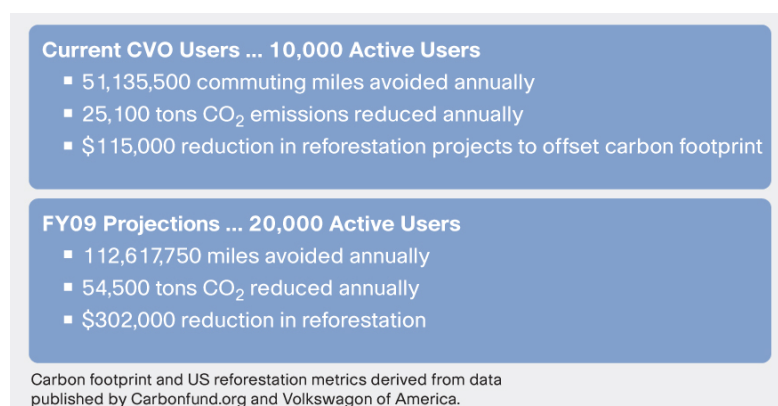 Current CVO Users ... 10,000 Active Users
▪ 51,135,500 commuting miles avoided annually
▪ 25,100 tons CO₂ emissions reduced annually
▪ $115,000 reduction in reforestation projects to offset carbon footprint
FY09 Projections ... 20,000 Active Users
▪ 112,617,750 miles avoided annually
▪ 54,500 tons CO₂ reduced annually
▪ $302,000 reduction in reforestation
Carbon footprint and US reforestation metrics derived from data
published by Carbonfund.org and Volkswagon of America.